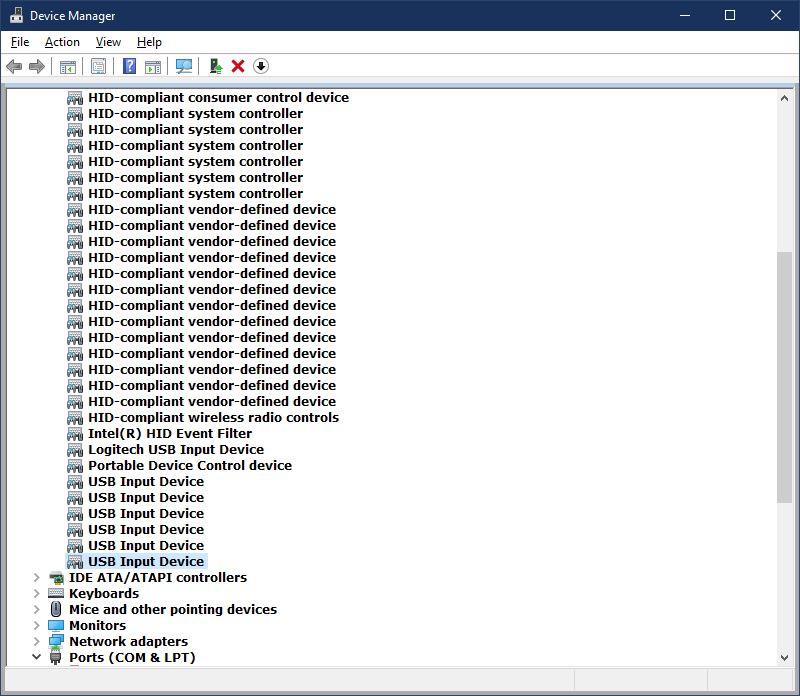 Device Manager
File Action View Help
HID-compliant consumer control device
HID-compliant system controller
HID-compliant system controller
HID-compliant system controller
HID-compliant system controller
HID-compliant system controller
HID-compliant system controller
HID-compliant vendor-defined device
HID-compliant vendor-defined device
HID-compliant vendor-defined device
HID-compliant vendor-defined device
HID-compliant vendor-defined device
HID-compliant vendor-defined device
HID-compliant vendor-defined device
HID-compliant vendor-defined device
HID-compliant vendor-defined device
HID-compliant vendor-defined device
HID-compliant vendor-defined device
HID-compliant vendor-defined device
HID-compliant vendor-defined device
HID-compliant wireless radio controls
Intel(R) HID Event Filter
Logitech USB Input Device
Portable Device Control device
USB Input Device
USB Input Device
USB Input Device
USB Input Device
USB Input Device
USB Input Device
IDE ATA/ATAPI controllers
Keyboards
Mice and other pointing devices
Monitors
Network adapters
Ports (COM & LPT)